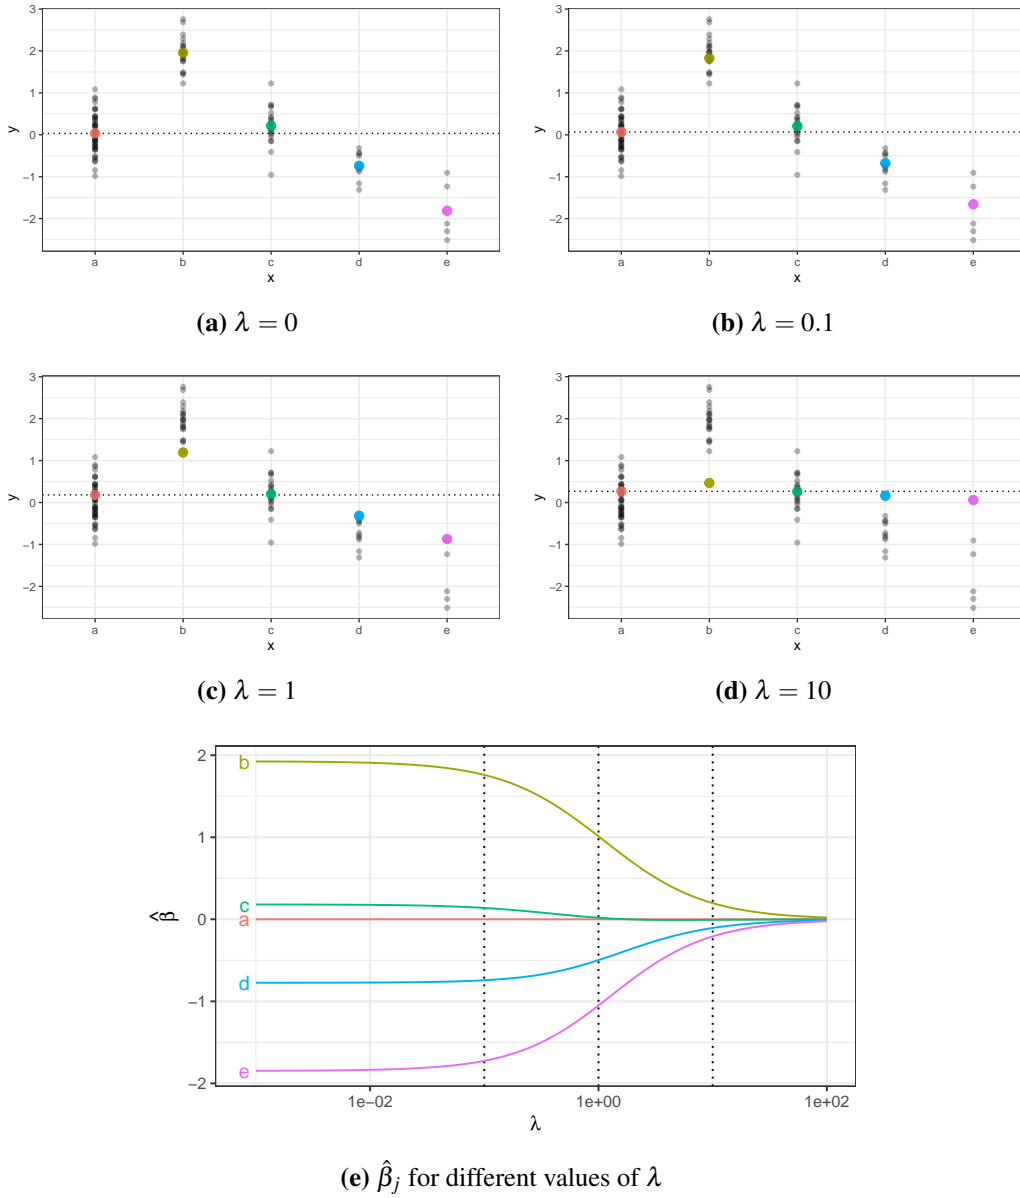 3
2
1
0
−1
−2
y
a b c d e
x
3
2
1
0
−1
−2
y
a b c d e
x
(a) λ = 0
(b) λ = 0.1
3
2
1
0
−1
−2
y
a b c d e
x
3
2
1
0
−1
−2
y
a b c d e
x
(c) λ = 1
(d) λ = 10
2
1
0
−1
−2
β̂
b
c
a
d
e
1e−02 1e+00 1e+02
λ
(e) β̂ⱼ for different values of λ